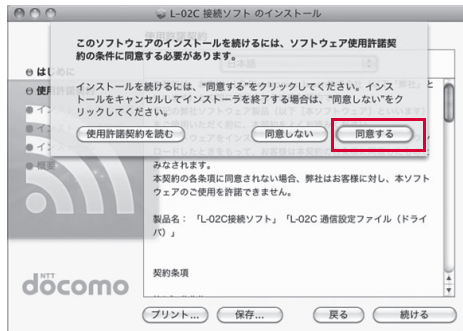 L-02C 接続ソフト のインストール
このソフトウェアのインストールを続けるには、ソフトウェア使用許諾契
約の条件に同意する必要があります。
インストールを続けるには、“同意する”をクリックしてください。インス
トールをキャンセルしてインストーラを終了する場合は、“同意しない”をク
リックしてください。
使用許諾契約を読む
同意しない
同意する
はじめに
使用許
日本語
みなされます。
本契約の各条項に同意されない場合、弊社はお客様に対し、本ソフト
ウェアのご使用を許諾できません。
製品名： 「L-02C接続ソフト」「L-02C 通信設定ファイル（ドライ
バ）」
契約条項
NTT
docomo
プリント...
保存...
戻る
続ける